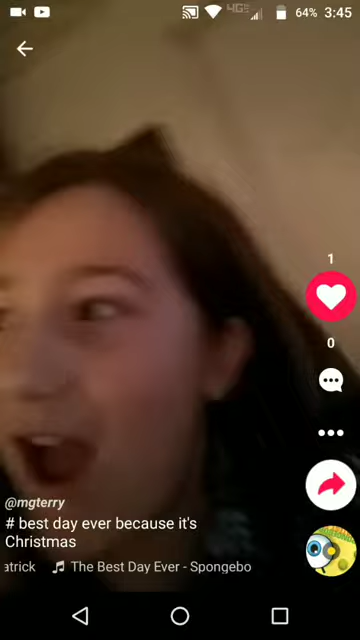 4G
64% 3:45
1
0
@mgterry
# best day ever because it's
Christmas
atrick The Best Day Ever - Spongebo